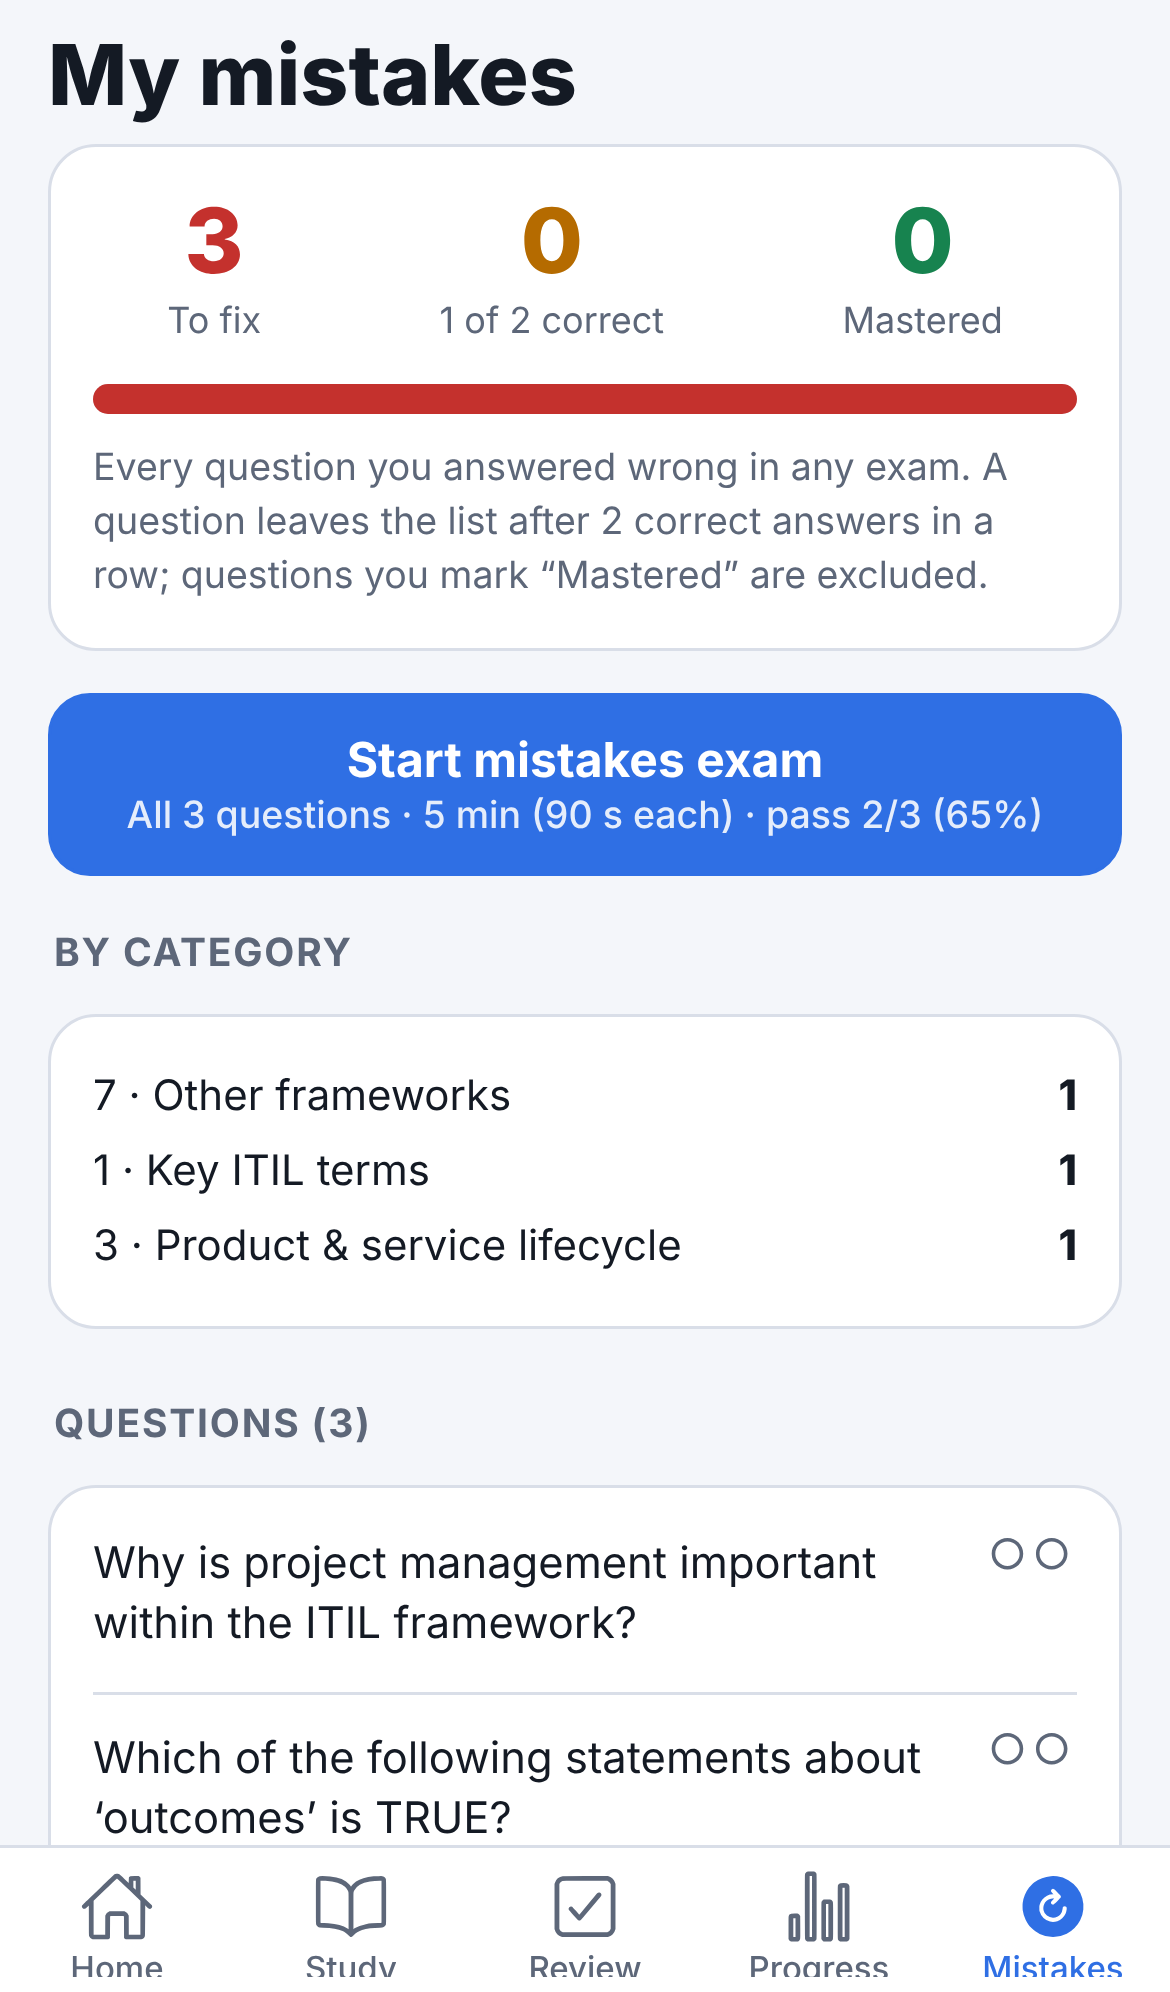 My mistakes
3
0
0
To fix
1 of 2 correct
Mastered
Every question you answered wrong in any exam. A
question leaves the list after 2 correct answers in a
row; questions you mark “Mastered” are excluded.
Start mistakes exam
All 3 questions · 5 min (90 s each) · pass 2/3 (65%)
BY CATEGORY
7 · Other frameworks 1
1 · Key ITIL terms 1
3 · Product & service lifecycle 1
QUESTIONS (3)
Why is project management important
within the ITIL framework?
Which of the following statements about
‘outcomes’ is TRUE?
Home
Study
Review
Progress
Mistakes